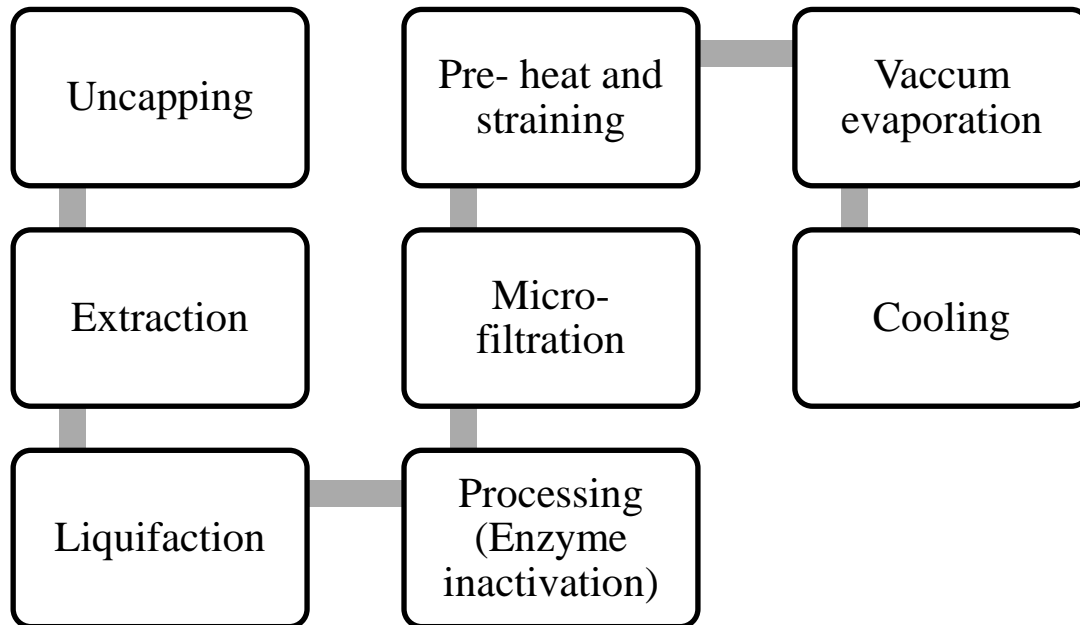 Uncapping
Extraction
Liquifaction
Processing
(Enzyme
inactivation)
Micro-
filtration
Pre- heat and
straining
Vaccum
evaporation
Cooling